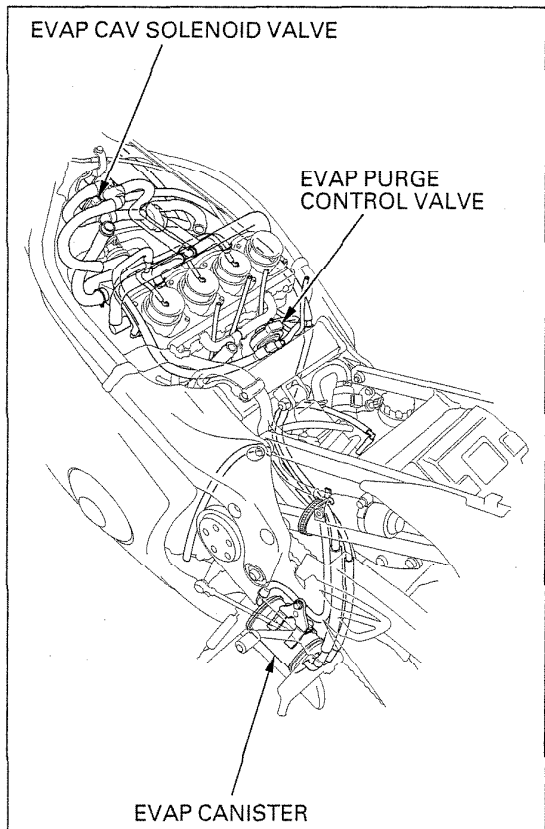 EVAP CAV SOLENOID VALVE
EVAP PURGE
CONTROL VALVE
EVAP CANISTER